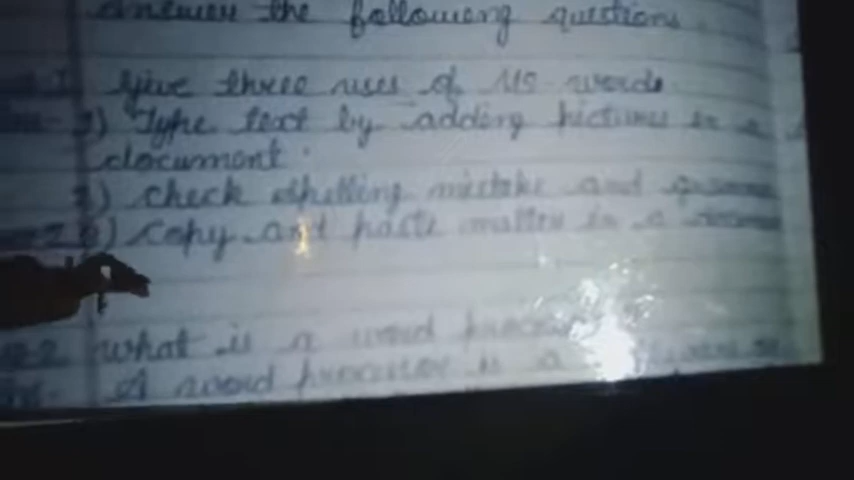 answer the following questions.
Give three uses of MS-words.
1) Type text by adding pictures in a
document.
2) check spelling mistake and
3) copy and paste matter in a
what is a word
A word processor is a